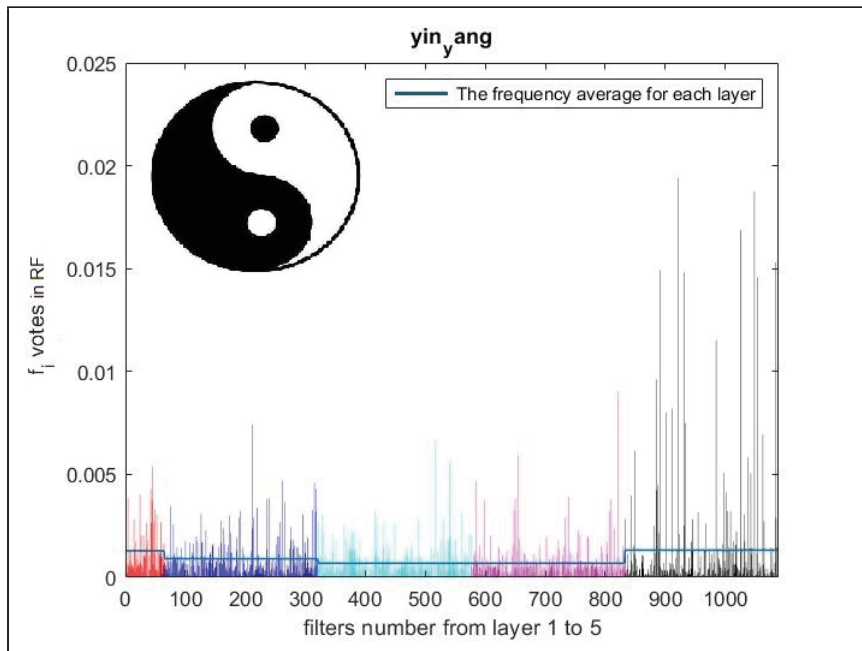 yin_yang
The frequency average for each layer
0.025
0.02
0.015
0.01
0.005
0
f_i votes in RF
0 100 200 300 400 500 600 700 800 900 1000
filters number from layer 1 to 5